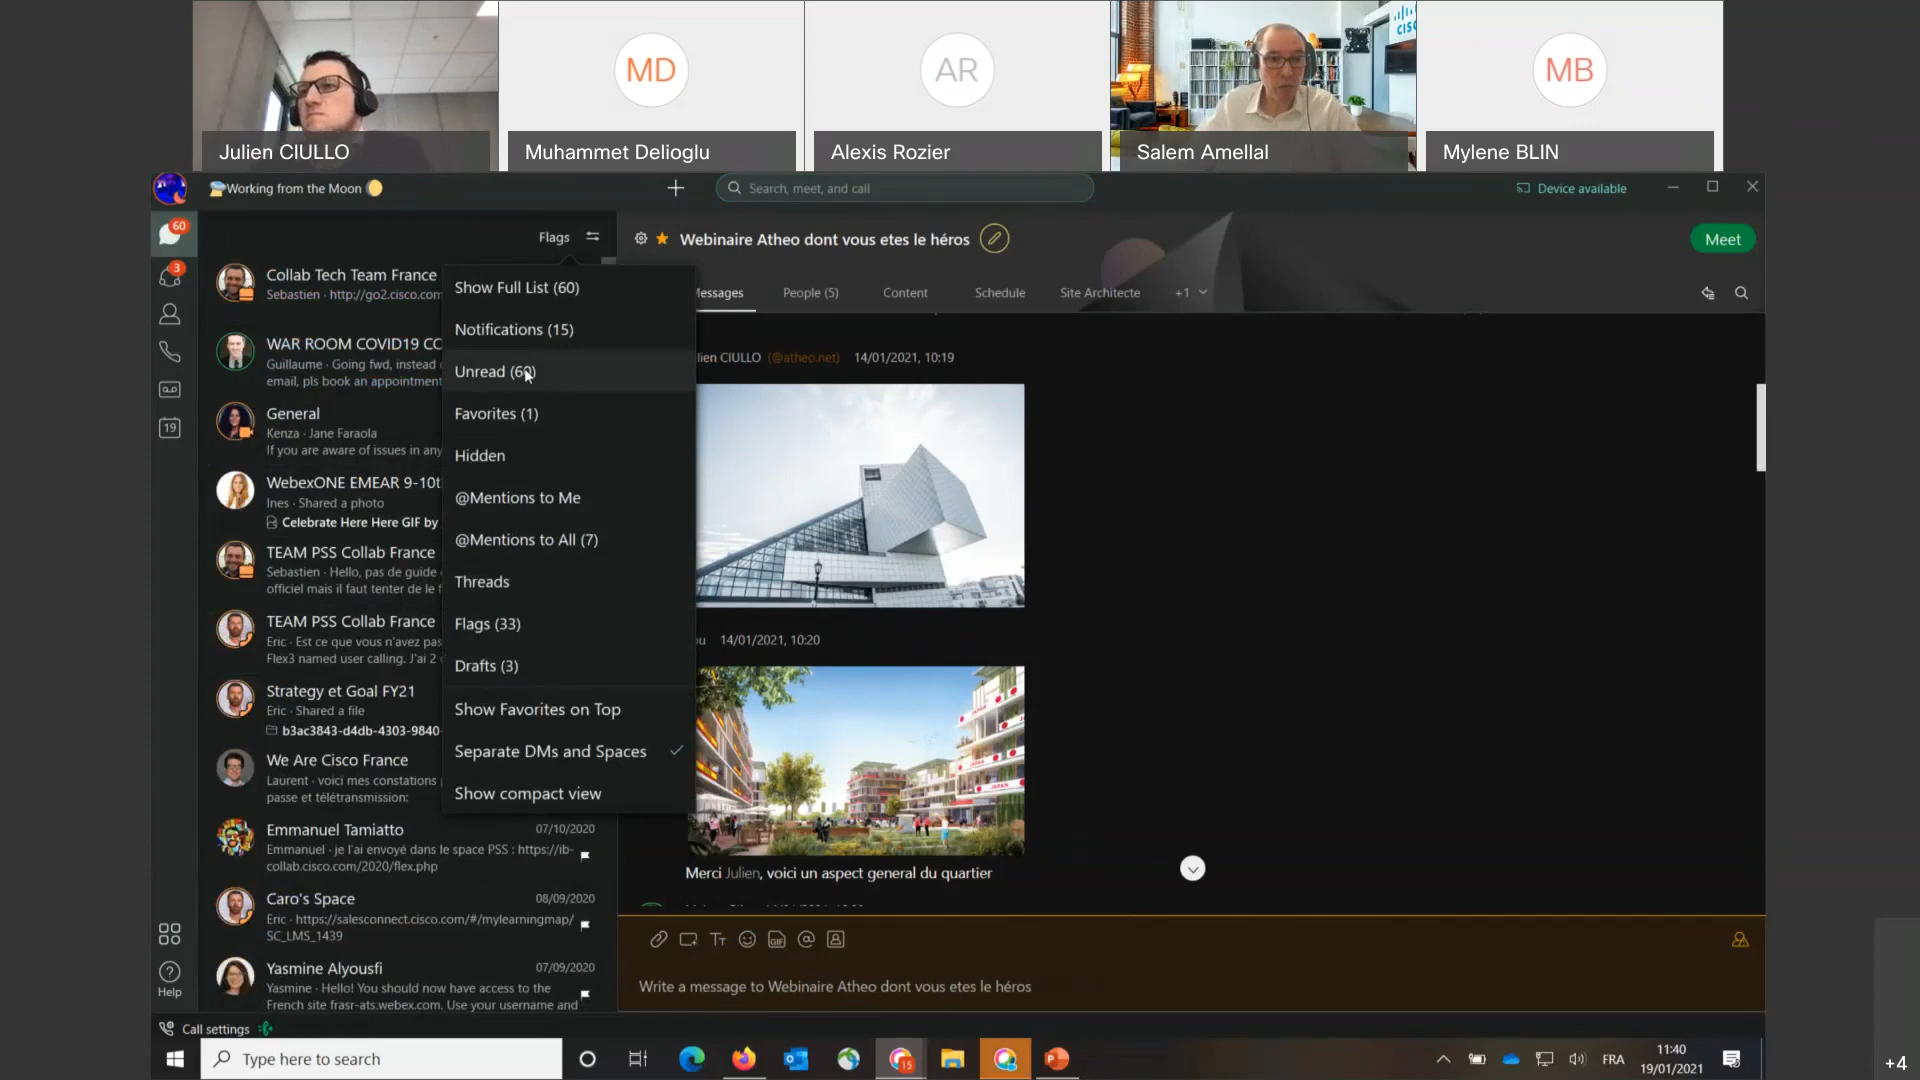 MD
AR
CISC
MB
Julien CIULLO
Muhammet Delioglu
Alexis Rozier
Salem Amellal
Mylene BLIN
Working from the Moon
Search, meet, and call
Device available
60
3
19
Help
Flags
Collab Tech Team France
Sebastien · http://go2.cisco.com
WAR ROOM COVID19 CC
Guillaume · Going fwd, instead
email, pls book an appointment
General
Kenza · Jane Faraola
If you are aware of issues in any
WebexONE EMEAR 9-10t
Ines · Shared a photo
Celebrate Here Here GIF by
TEAM PSS Collab France
Sebastien · Hello, pas de guide
officiel mais il faut tenter de le f
TEAM PSS Collab France
Eric · Est ce que vous n'avez pas
Flex3 named user calling. J'ai 2
Strategy et Goal FY21
Eric · Shared a file
b3ac3843-d4db-4303-9840-
We Are Cisco France
Laurent · voici mes constations
passe et télétransmission:
Emmanuel Tamiatto
07/10/2020
Emmanuel · je l'ai envoyé dans le space PSS : https://ib-
collab.cisco.com/2020/flex.php
Caro's Space
08/09/2020
Eric · https://salesconnect.cisco.com/#/mylearningmap/
SC_LMS_1439
Yasmine Alyousfi
07/09/2020
Yasmine · Hello! You should now have access to the
French site frasr-ats.webex.com. Use your username and
Show Full List (60)
Notifications (15)
Unread (60)
Favorites (1)
Hidden
@Mentions to Me
@Mentions to All (7)
Threads
Flags (33)
Drafts (3)
Show Favorites on Top
Separate DMs and Spaces
Show compact view
Webinaire Atheo dont vous etes le héros
Meet
Messages
People (5)
Content
Schedule
Site Architecte
+1
lien CIULLO (@atheo.net) 14/01/2021, 10:19
ou 14/01/2021, 10:20
JAPAN
JAPAN
Merci Julien, voici un aspect general du quartier
GIF
Write a message to Webinaire Atheo dont vous etes le héros
Call settings
Type here to search
15
FRA
11:40
19/01/2021
+4